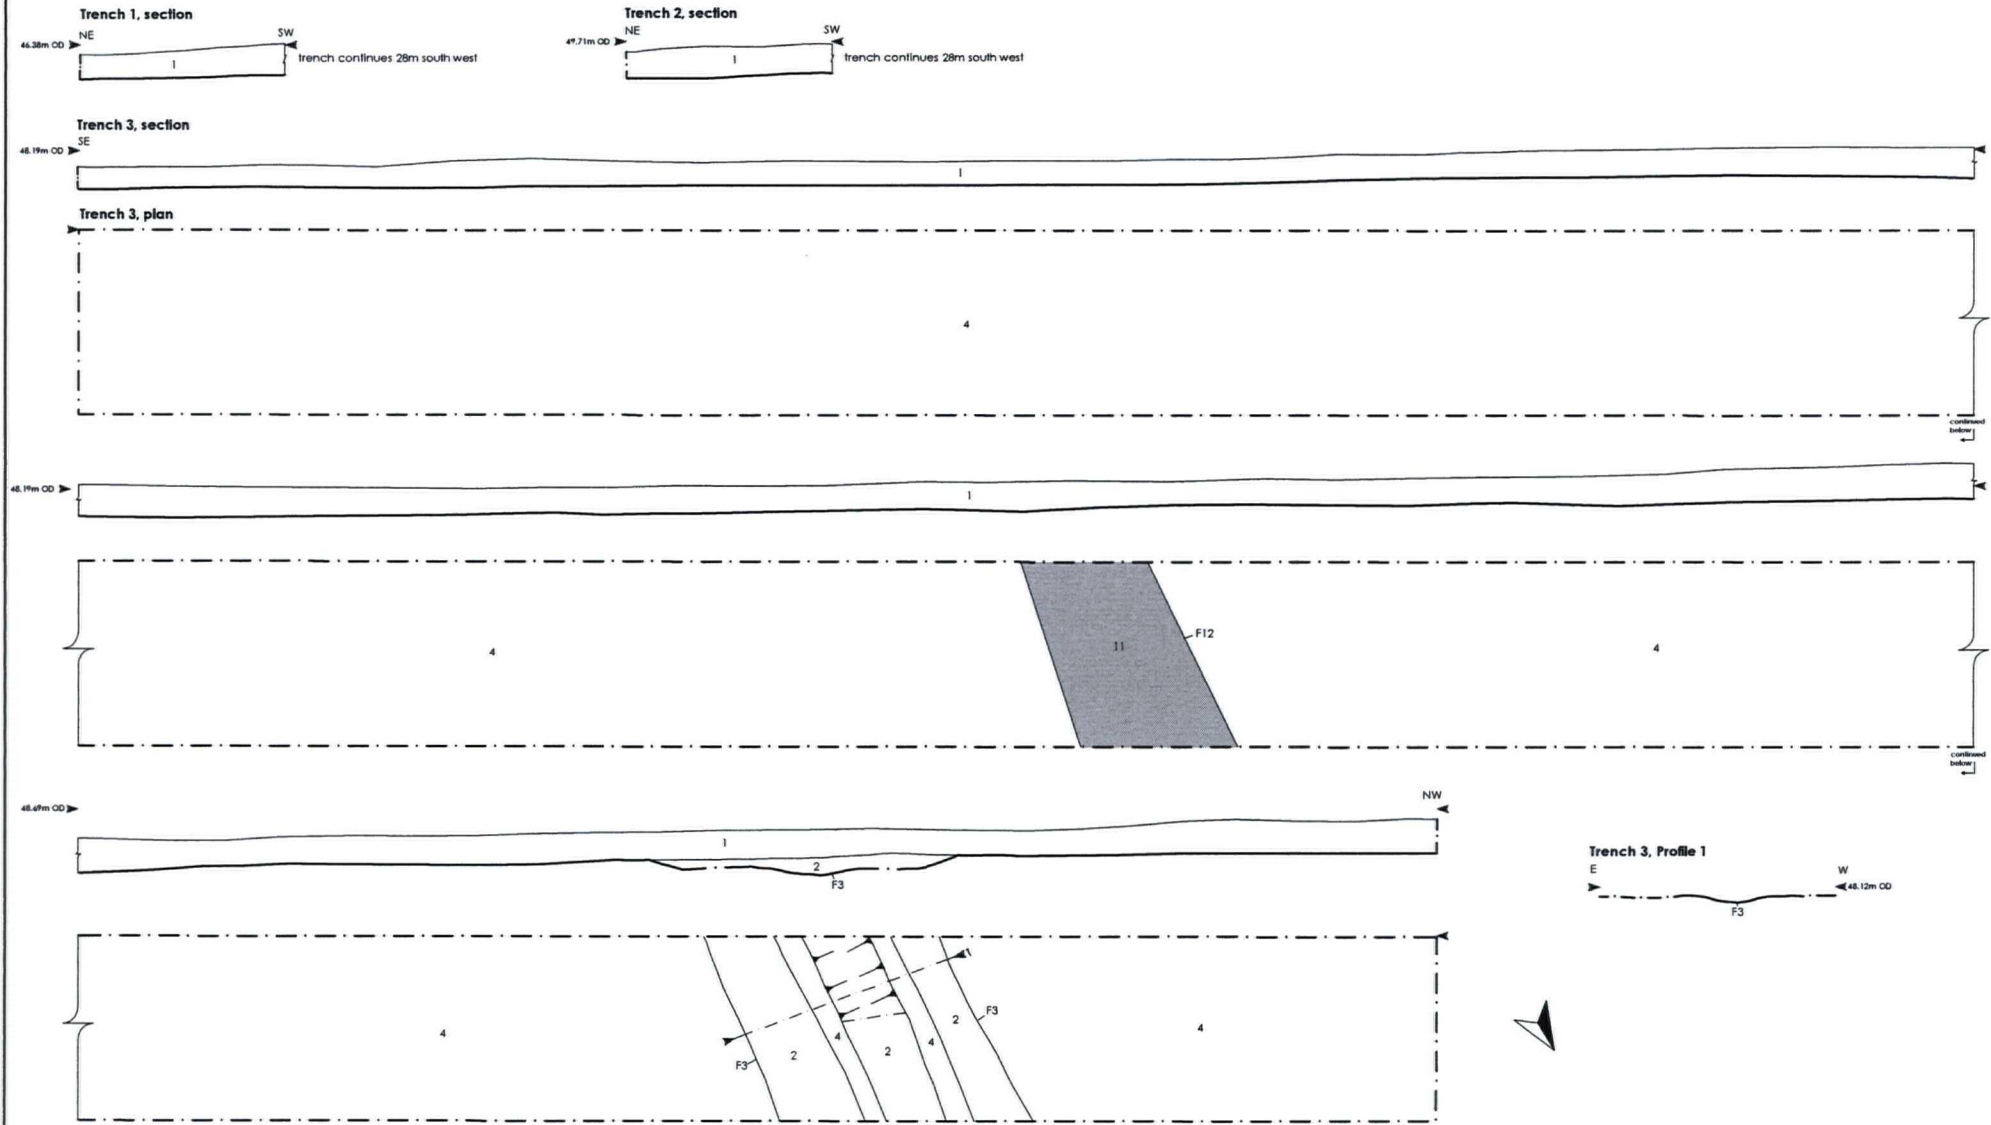 Trench 1, section
Trench 2, section
NE
SW
46.38m OD
1
trench continues 28m south west
NE
SW
49.71m OD
1
trench continues 28m south west
Trench 3, section
SE
48.19m OD
1
Trench 3, plan
4
continued
below
48.19m OD
1
4
11
F12
4
continued
below
48.69m OD
NW
1
2
F3
Trench 3, Profile 1
E
W
48.12m OD
F3
4
F3
2
4
2
4
2
F3
1
4